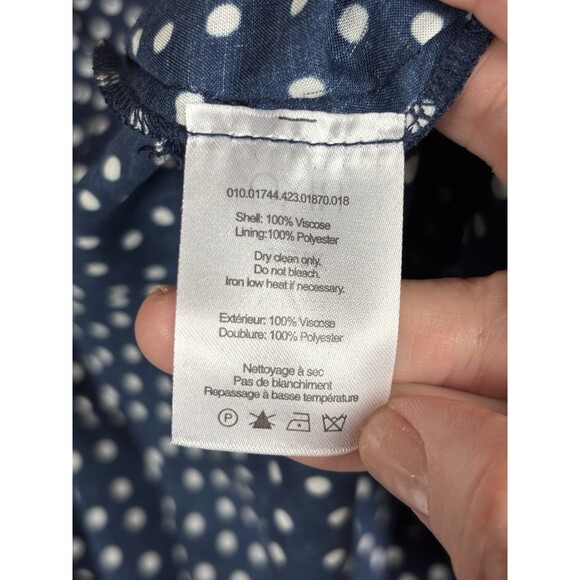 010.01744.423.01870.018
Shell: 100% Viscose
Lining:100% Polyester
Dry clean only.
Do not bleach.
Iron low heat if necessary.
Extérieur: 100% Viscose
Doublure: 100% Polyester
Nettoyage à sec
Pas de blanchiment
Repassage à basse température
P